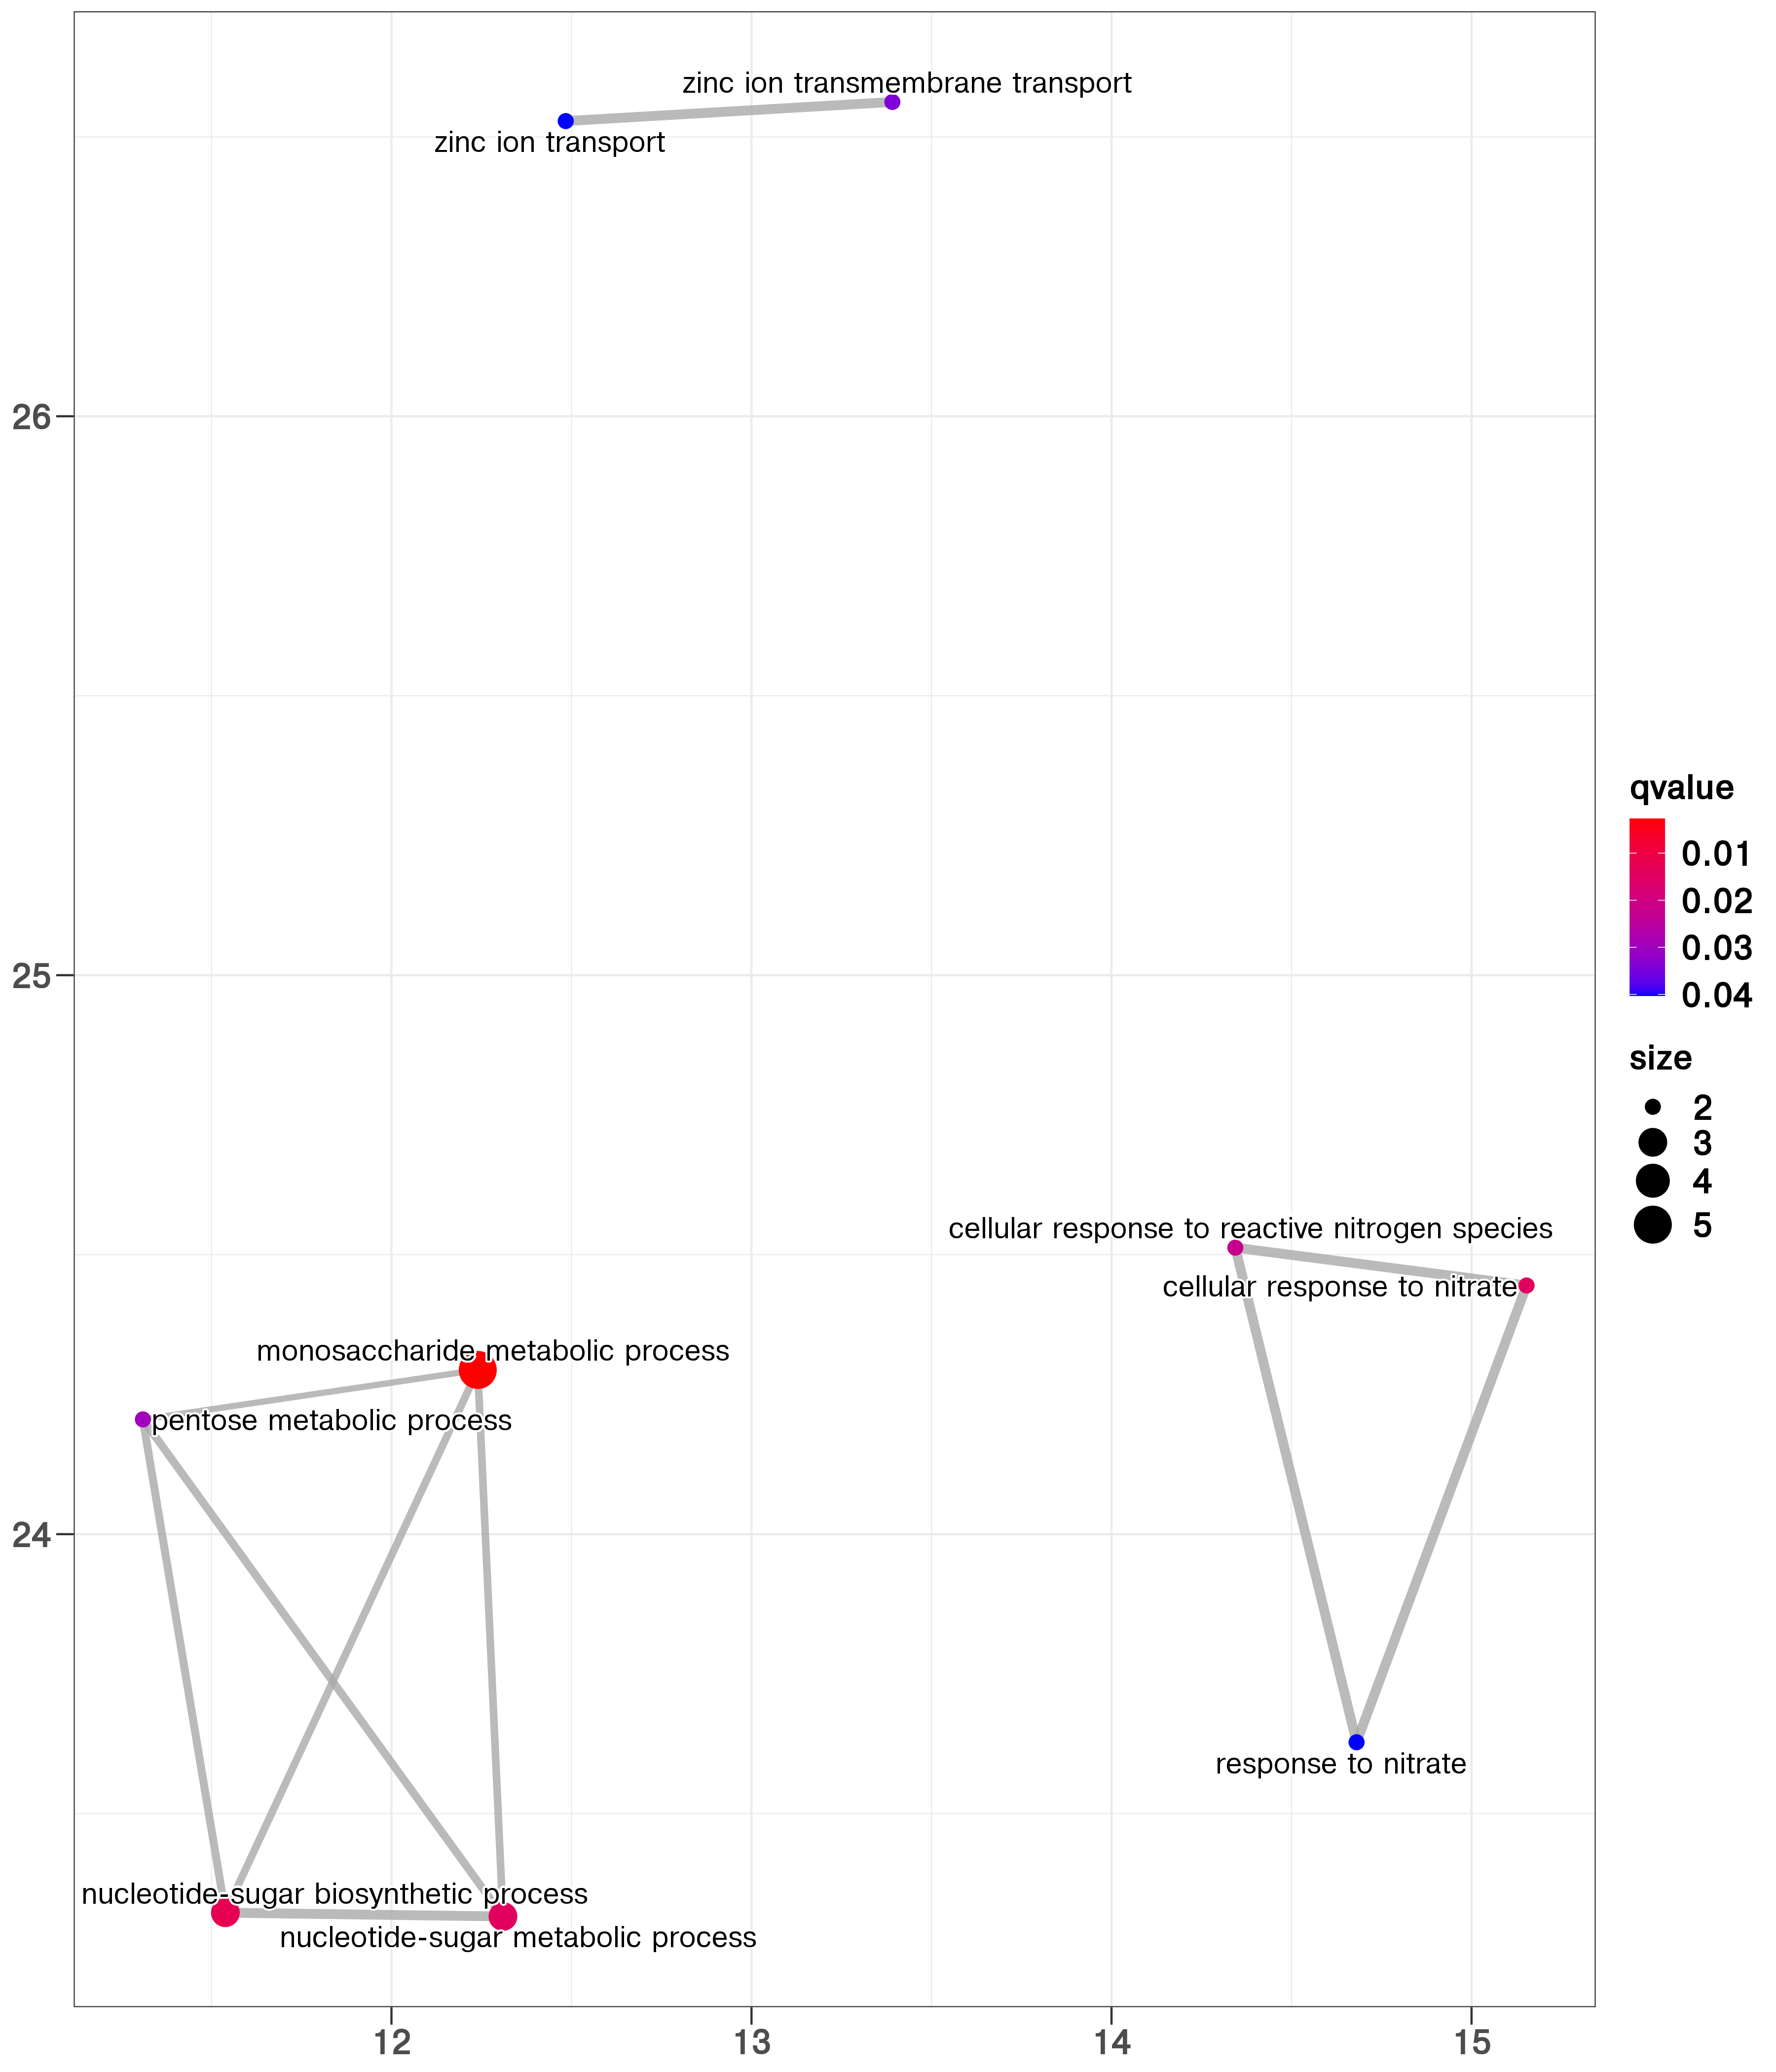 zinc ion transmembrane transport
zinc ion transport
26
25
24
cellular response to reactive nitrogen species
cellular response to nitrate
monosaccharide metabolic process
pentose metabolic process
response to nitrate
nucleotide-sugar biosynthetic process
nucleotide-sugar metabolic process
12 13 14 15
qvalue
0.01
0.02
0.03
0.04
size
2
3
4
5